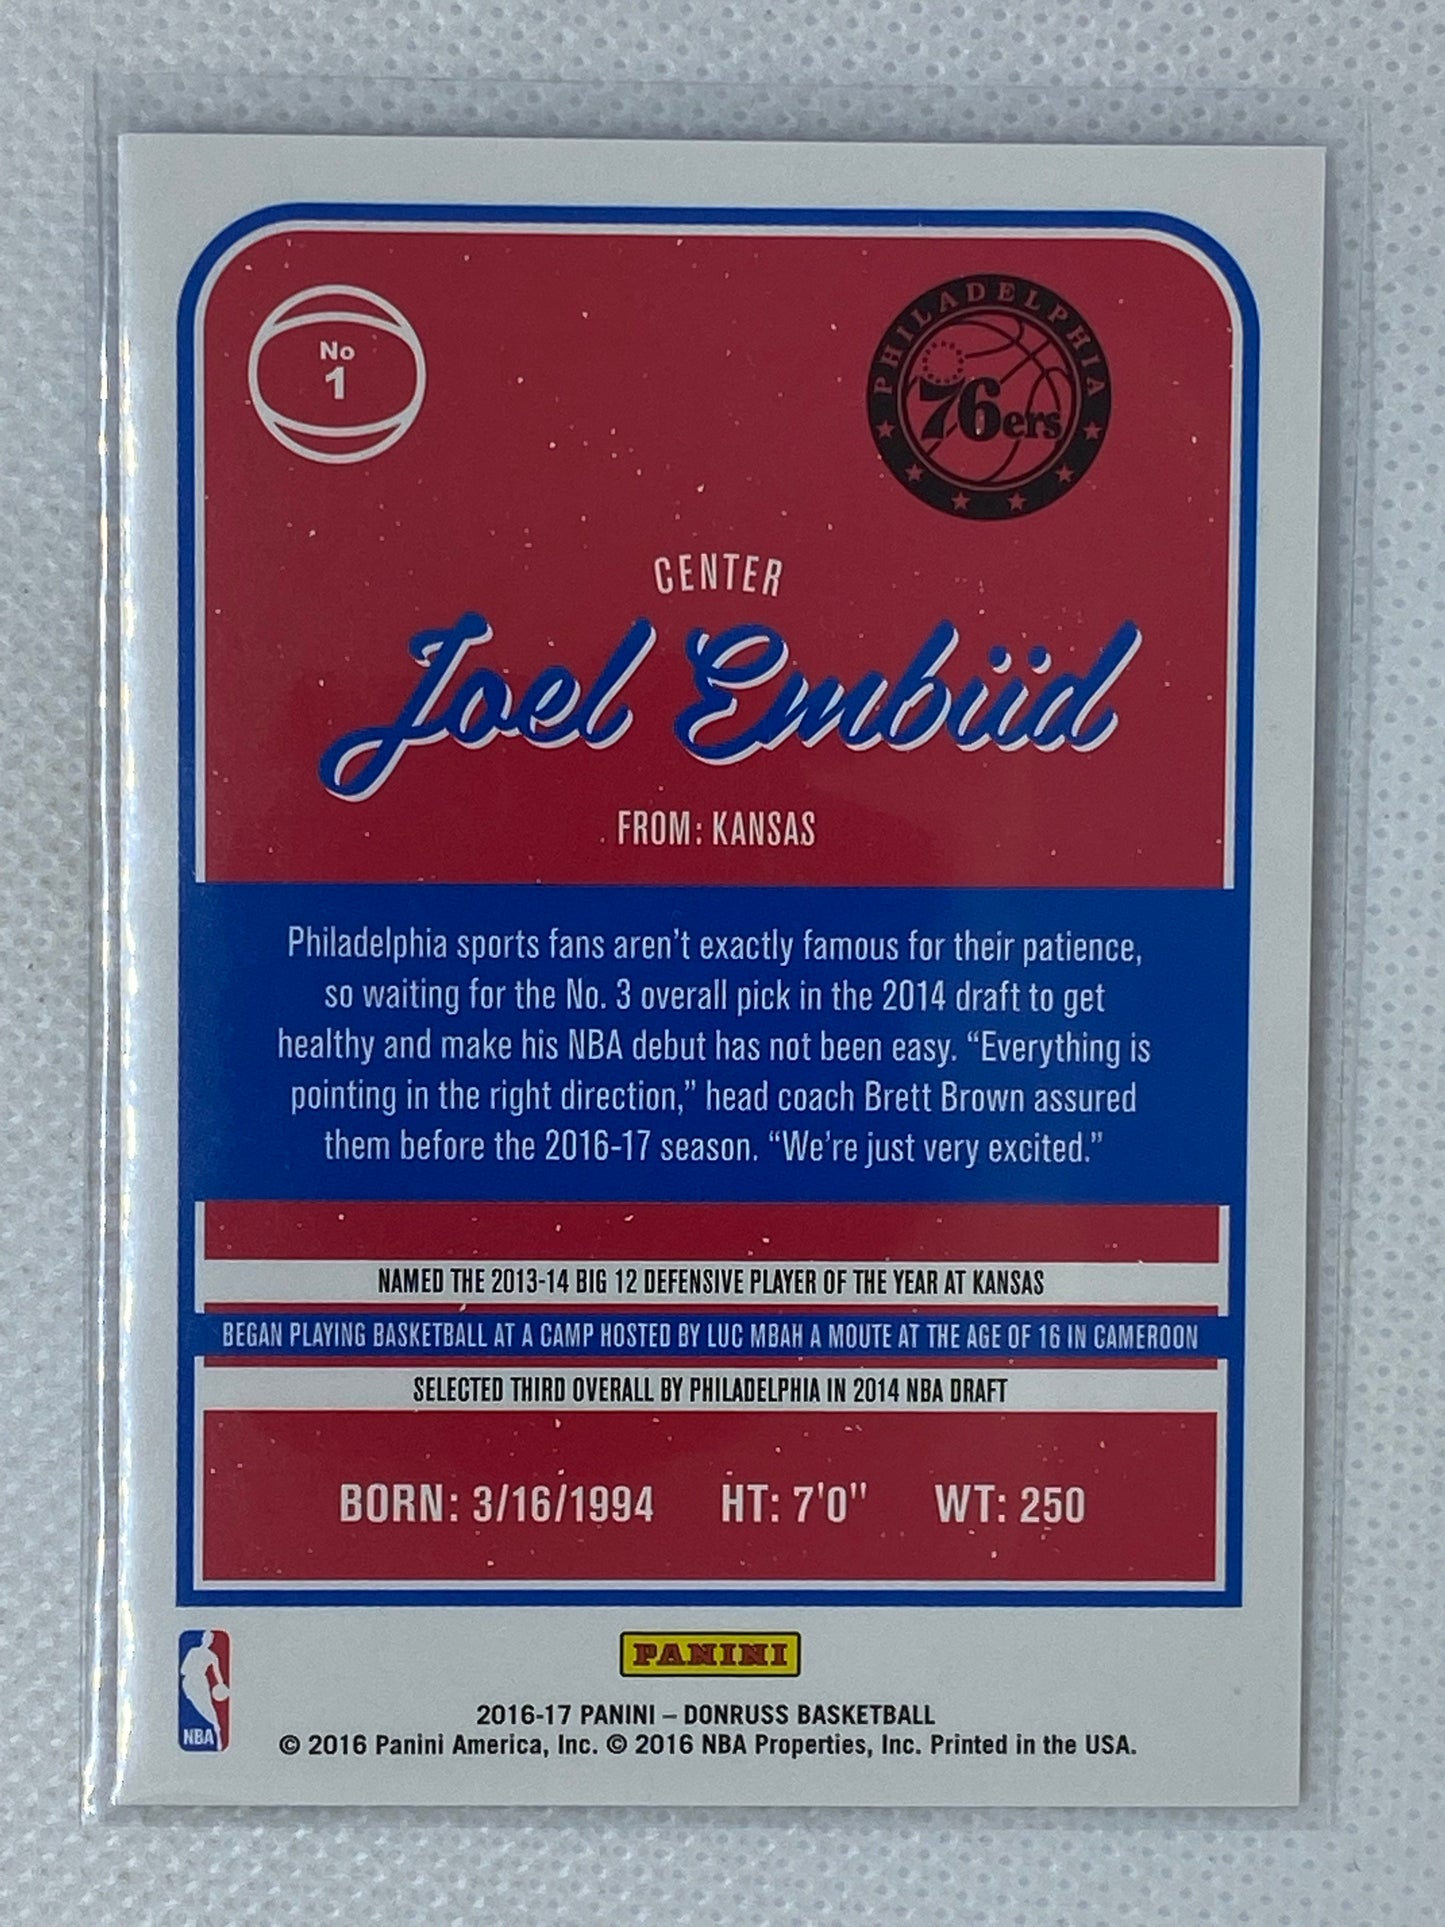 No
1
PHILADELPHIA
76ers
CENTER
Joel Embiid
FROM: KANSAS
Philadelphia sports fans aren't exactly famous for their patience,
so waiting for the No. 3 overall pick in the 2014 draft to get
healthy and make his NBA debut has not been easy. “Everything is
pointing in the right direction,” head coach Brett Brown assured
them before the 2016-17 season. “We're just very excited.”
NAMED THE 2013-14 BIG 12 DEFENSIVE PLAYER OF THE YEAR AT KANSAS
BEGAN PLAYING BASKETBALL AT A CAMP HOSTED BY LUC MBAH A MOUTE AT THE AGE OF 16 IN CAMEROON
SELECTED THIRD OVERALL BY PHILADELPHIA IN 2014 NBA DRAFT
BORN: 3/16/1994 HT: 7'0" WT: 250
NBA
PANINI
2016-17 PANINI – DONRUSS BASKETBALL
© 2016 Panini America, Inc. © 2016 NBA Properties, Inc. Printed in the USA.